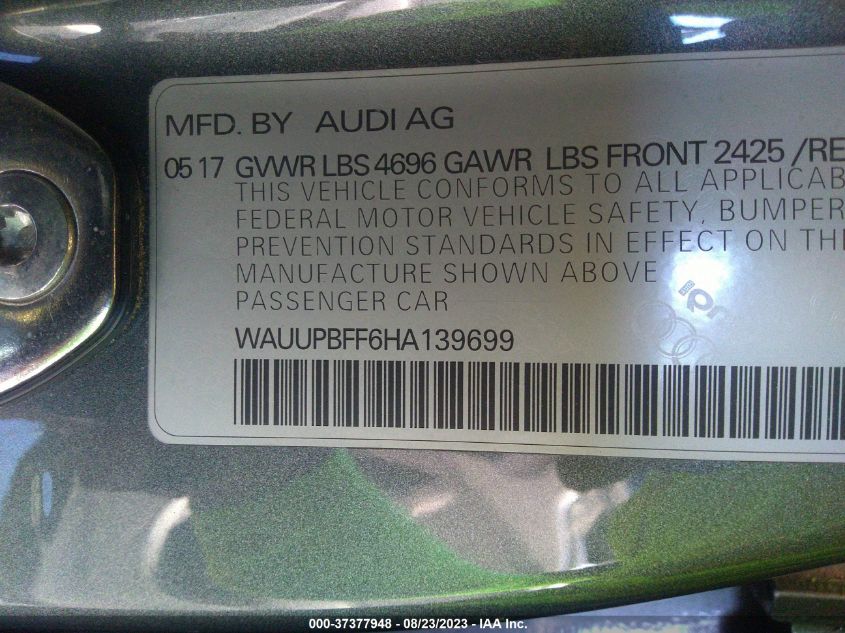 MFD. BY AUDI AG
05 17 GVWR LBS 4696 GAWR LBS FRONT 2425 /RE
THIS VEHICLE CONFORMS TO ALL APPLICAB
FEDERAL MOTOR VEHICLE SAFETY, BUMPER
PREVENTION STANDARDS IN EFFECT ON THE
MANUFACTURE SHOWN ABOVE
PASSENGER CAR
WAUUPBFF6HA139699
000-37377948 - 08/23/2023 - IAA Inc.